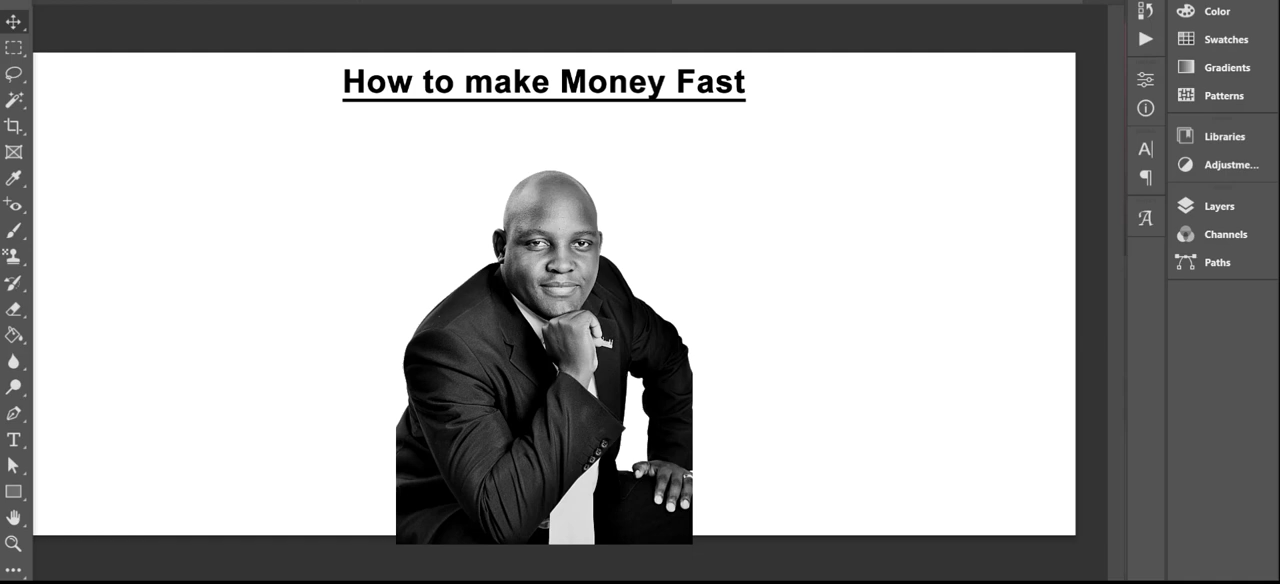 How to make Money Fast
Color
Swatches
Gradients
Patterns
Libraries
Adjustme...
Layers
Channels
Paths